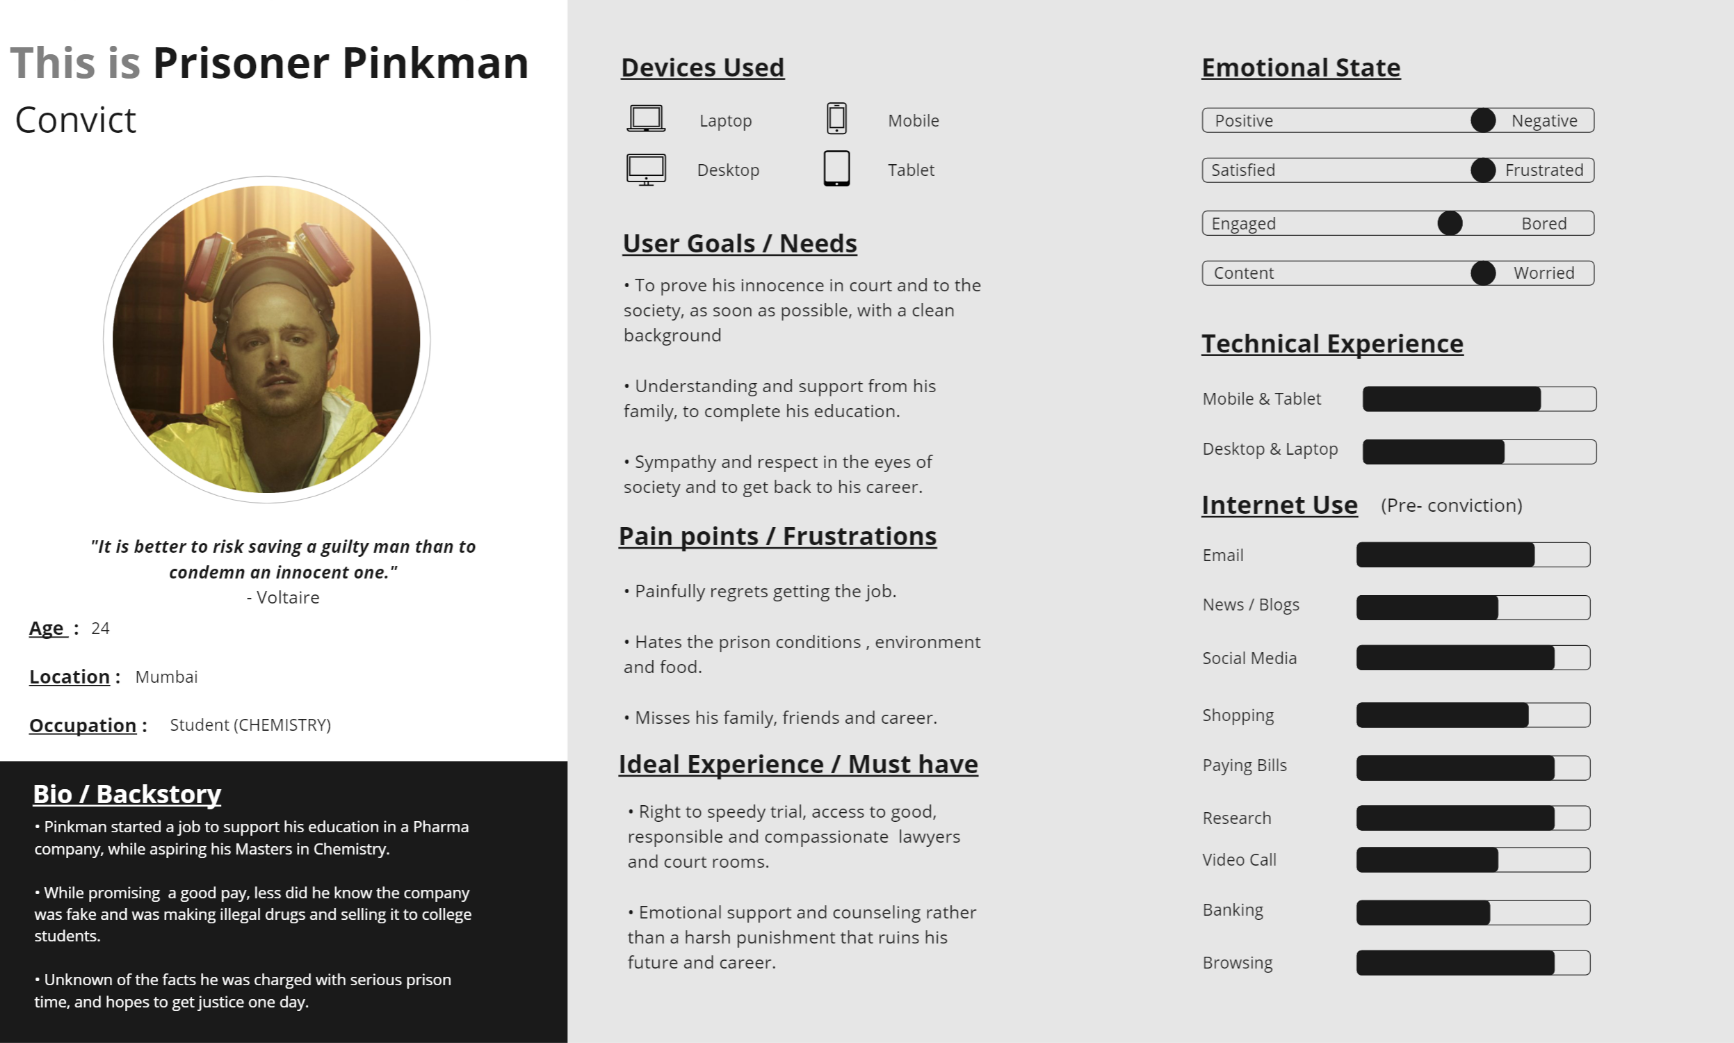 This is Prisoner Pinkman
Convict
"It is better to risk saving a guilty man than to
condemn an innocent one."
- Voltaire
Age : 24
Location : Mumbai
Occupation : Student (CHEMISTRY)
Bio / Backstory
• Pinkman started a job to support his education in a Pharma
company, while aspiring his Masters in Chemistry.
• While promising a good pay, less did he know the company
was fake and was making illegal drugs and selling it to college
students.
• Unknown of the facts he was charged with serious prison
time, and hopes to get justice one day.
Devices Used
Laptop Mobile
Desktop Tablet
User Goals / Needs
• To prove his innocence in court and to the
society, as soon as possible, with a clean
background
• Understanding and support from his
family, to complete his education.
• Sympathy and respect in the eyes of
society and to get back to his career.
Pain points / Frustrations
• Painfully regrets getting the job.
• Hates the prison conditions , environment
and food.
• Misses his family, friends and career.
Ideal Experience / Must have
• Right to speedy trial, access to good,
responsible and compassionate lawyers
and court rooms.
• Emotional support and counseling rather
than a harsh punishment that ruins his
future and career.
Emotional State
Positive Negative
Satisfied Frustrated
Engaged Bored
Content Worried
Technical Experience
Mobile & Tablet
Desktop & Laptop
Internet Use (Pre- conviction)
Email
News / Blogs
Social Media
Shopping
Paying Bills
Research
Video Call
Banking
Browsing